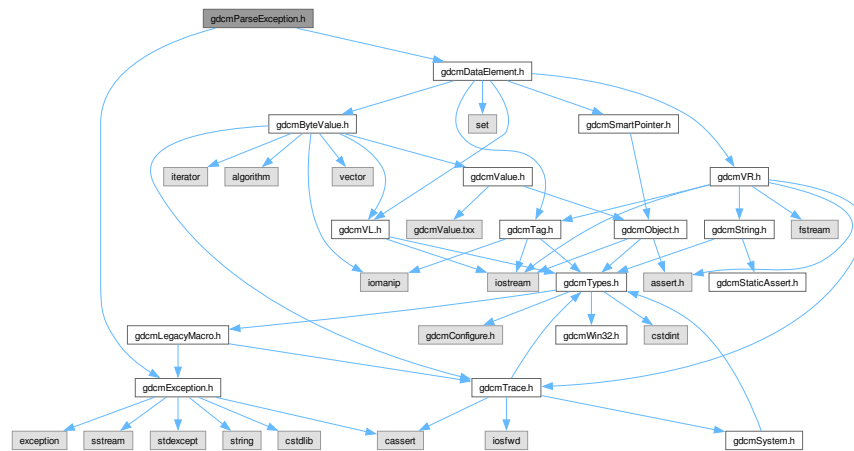 gdcmParseException.h
gdcmDataElement.h
gdcmByteValue.h
set
gdcmSmartPointer.h
iterator
algorithm
vector
gdcmValue.h
gdcmVR.h
gdcmVL.h
gdcmValue.txx
gdcmTag.h
gdcmObject.h
gdcmString.h
fstream
iomanip
iostream
gdcmTypes.h
assert.h
gdcmStaticAssert.h
gdcmLegacyMacro.h
gdcmConfigure.h
gdcmWin32.h
cstdint
gdcmException.h
gdcmTrace.h
exception
sstream
stdexcept
string
cstdlib
cassert
iosfwd
gdcmSystem.h